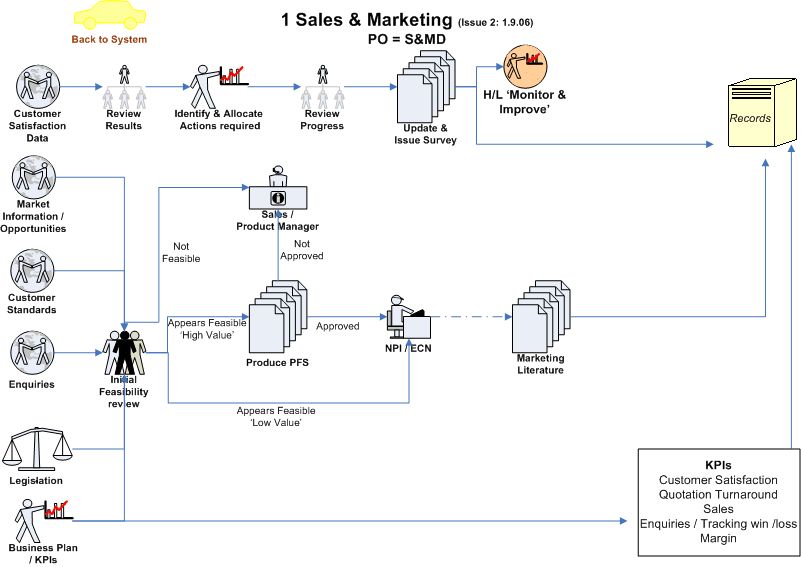 1 Sales & Marketing (Issue 2: 1.9.06)
PO = S&MD
Back to System
Customer
Satisfaction
Data
Review
Results
Identify & Allocate
Actions required
Review
Progress
Update &
Issue Survey
H/L ‘Monitor &
Improve’
Records
Market
Information /
Opportunities
Sales /
Product Manager
Not
Feasible
Not
Approved
Customer
Standards
Appears Feasible
‘High Value’
Produce PFS
Approved
NPI / ECN
Marketing
Literature
Enquiries
Initial
Feasibility
review
Appears Feasible
‘Low Value’
Legislation
Business Plan
/ KPIs
KPIs
Customer Satisfaction
Quotation Turnaround
Sales
Enquiries / Tracking win /loss
Margin